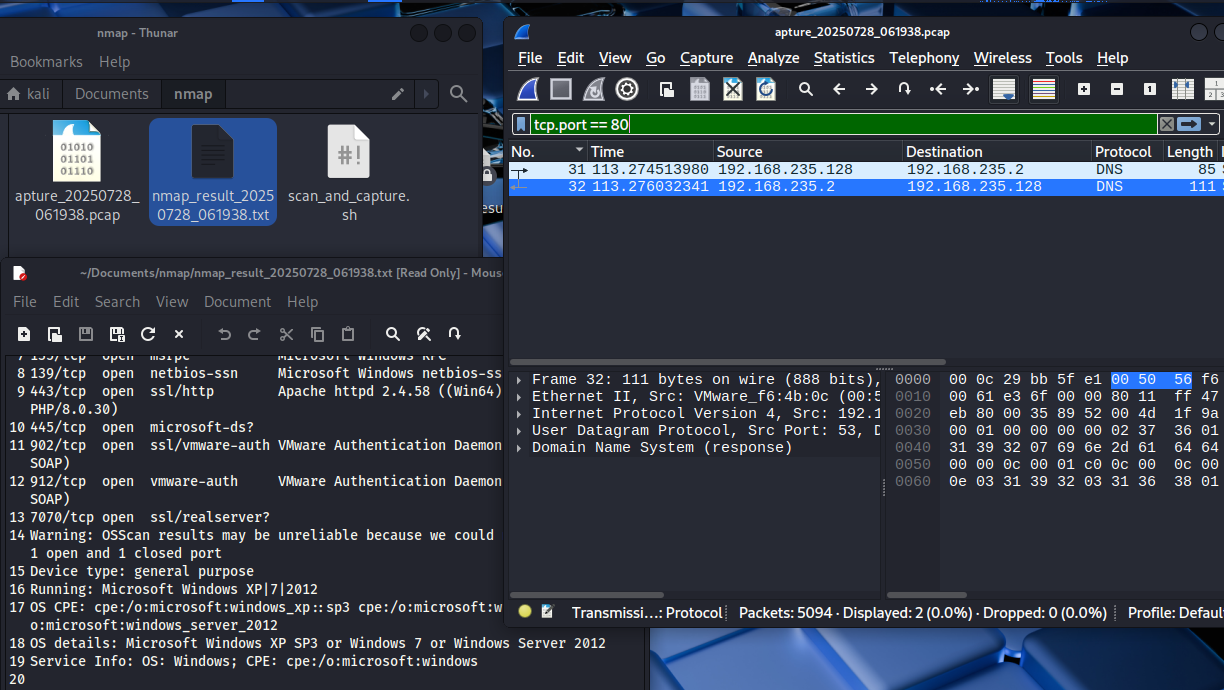 nmap - Thunar
Bookmarks Help
kali Documents nmap
apture_20250728_
061938.pcap
nmap_result_2025
0728_061938.txt
scan_and_capture.
sh
esu
~/Documents/nmap/nmap_result_20250728_061938.txt [Read Only] - Mous
File Edit Search View Document Help
7 135/tcp open msrpc Microsoft Windows RPC
8 139/tcp open netbios-ssn Microsoft Windows netbios-ss
9 443/tcp open ssl/http Apache httpd 2.4.58 ((Win64)
PHP/8.0.30)
10 445/tcp open microsoft-ds?
11 902/tcp open ssl/vmware-auth VMware Authentication Daemon
SOAP)
12 912/tcp open vmware-auth VMware Authentication Daemon
SOAP)
13 7070/tcp open ssl/realserver?
14 Warning: OSScan results may be unreliable because we could
1 open and 1 closed port
15 Device type: general purpose
16 Running: Microsoft Windows XP|7|2012
17 OS CPE: cpe:/o:microsoft:windows_xp::sp3 cpe:/o:microsoft:w
o:microsoft:windows_server_2012
18 OS details: Microsoft Windows XP SP3 or Windows 7 or Windows Server 2012
19 Service Info: OS: Windows; CPE: cpe:/o:microsoft:windows
20
apture_20250728_061938.pcap
File Edit View Go Capture Analyze Statistics Telephony Wireless Tools Help
tcp.port == 80
No. Time Source Destination Protocol Length
31 113.274513980 192.168.235.128 192.168.235.2 DNS 85
32 113.276032341 192.168.235.2 192.168.235.128 DNS 111
Frame 32: 111 bytes on wire (888 bits),
Ethernet II, Src: VMware_f6:4b:0c (00:5
Internet Protocol Version 4, Src: 192.1
User Datagram Protocol, Src Port: 53, D
Domain Name System (response)
0000 00 0c 29 bb 5f e1 00 50 56 f6
0010 00 61 e3 6f 00 00 80 11 ff 47
0020 eb 80 00 35 89 52 00 4d 1f 9a
0030 00 01 00 00 00 00 02 37 36 01
0040 31 39 32 07 69 6e 2d 61 64 64
0050 00 00 0c 00 01 c0 0c 00 0c 00
0060 0e 03 31 39 32 03 31 36 38 01
Transmissi...: Protocol Packets: 5094 · Displayed: 2 (0.0%) · Dropped: 0 (0.0%) Profile: Defaul